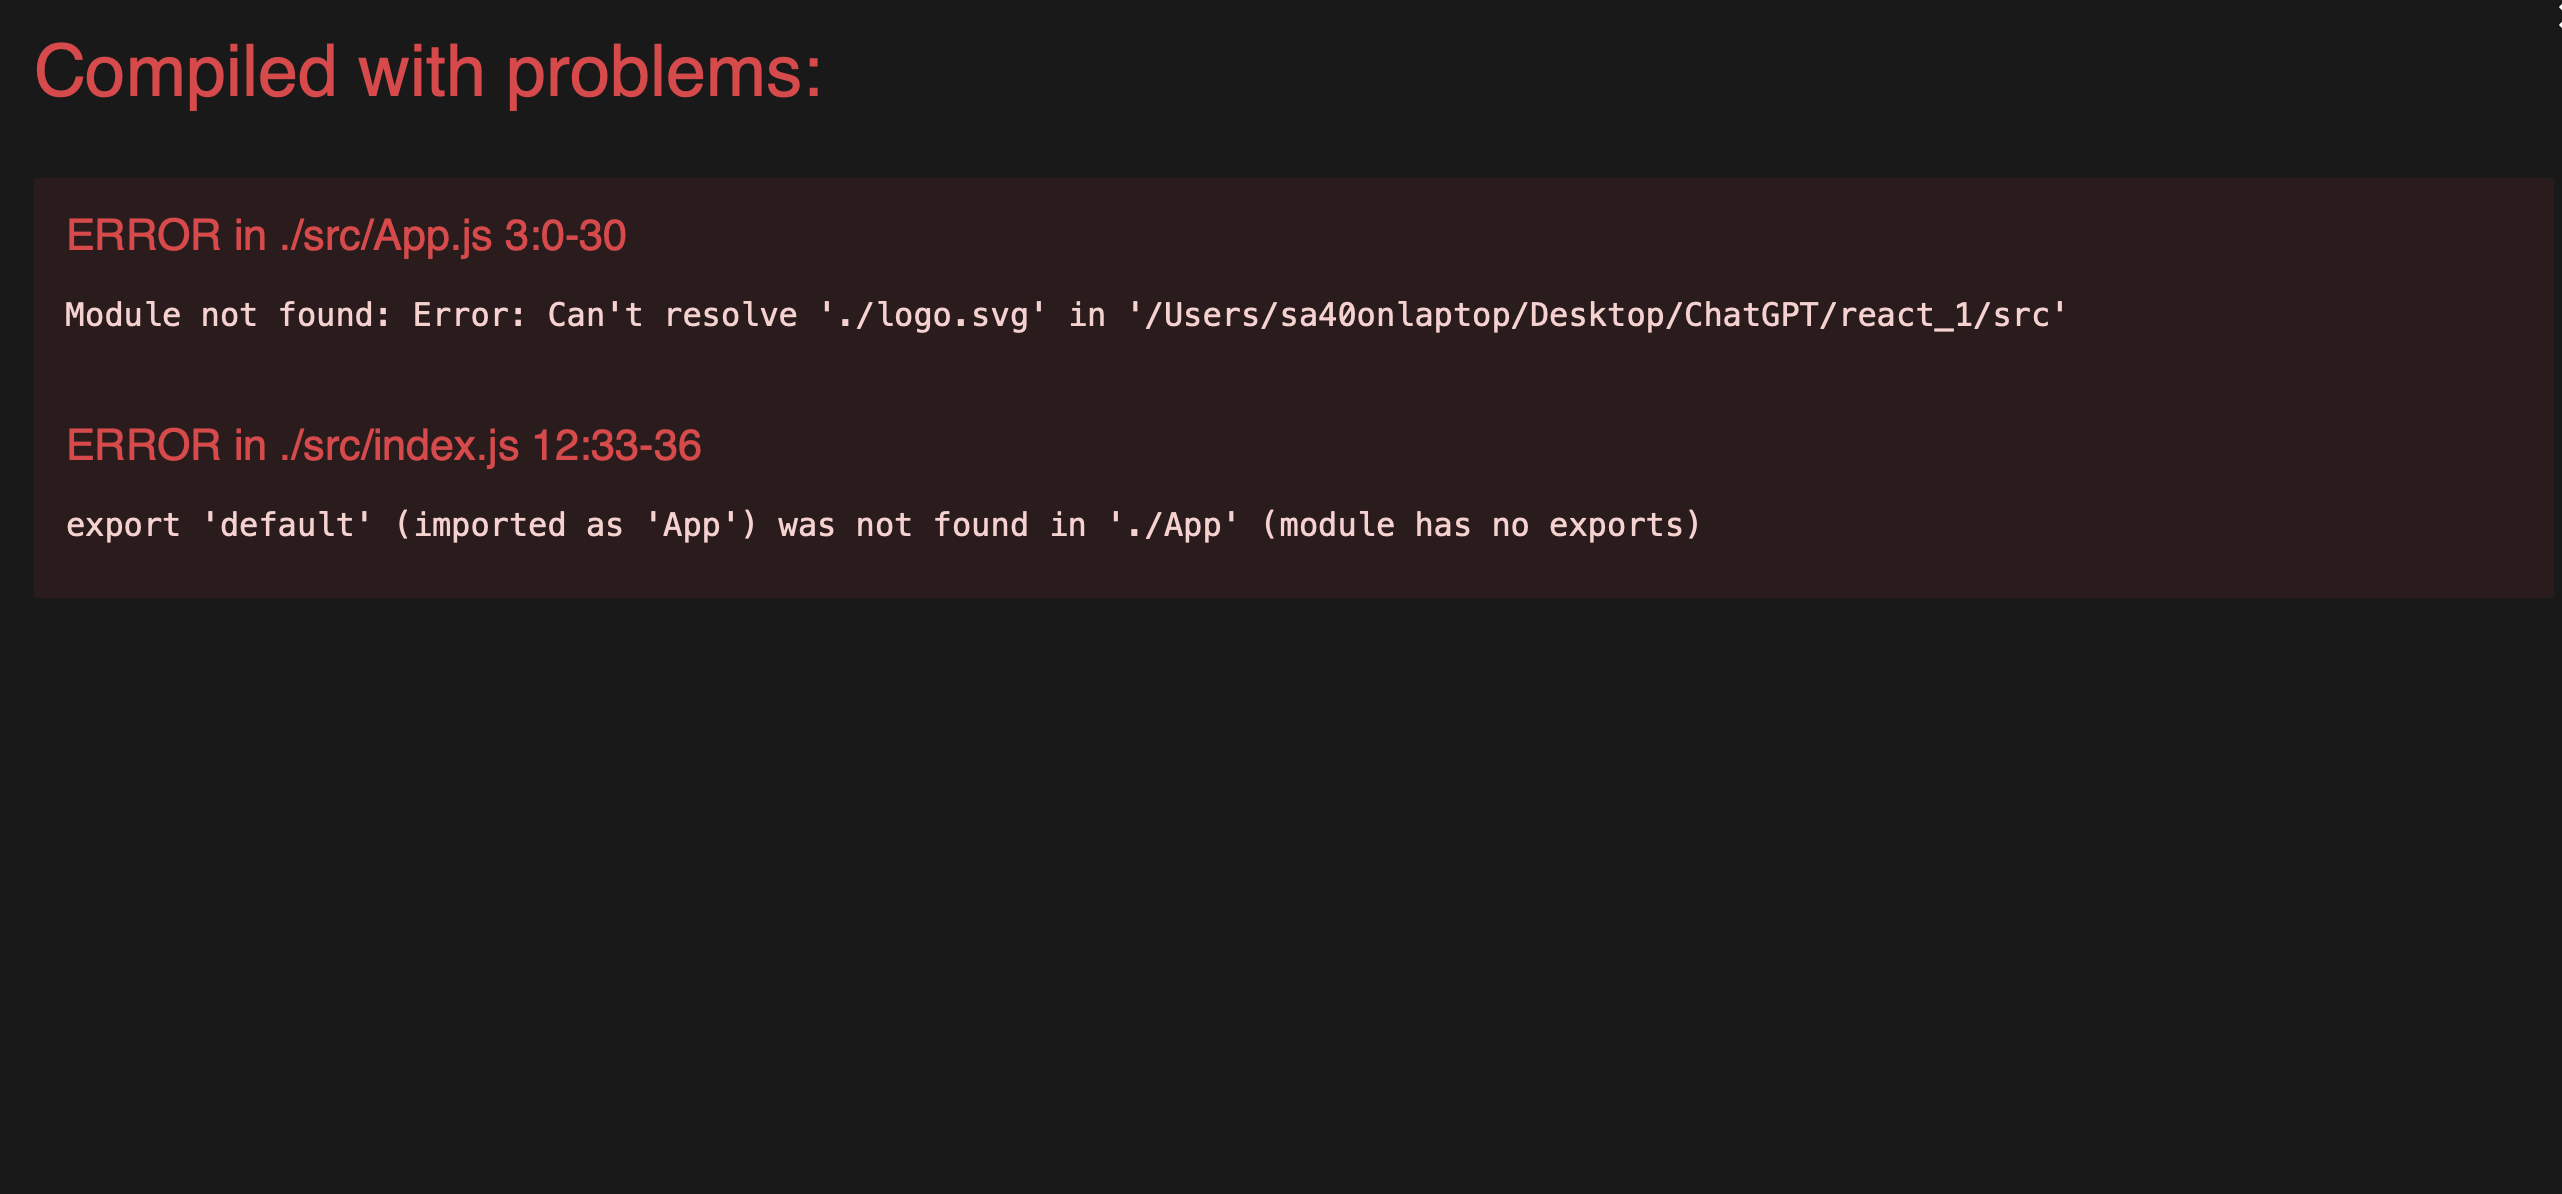 Compiled with problems:
ERROR in ./src/App.js 3:0-30
Module not found: Error: Can't resolve './logo.svg' in '/Users/sa40onlaptop/Desktop/ChatGPT/react_1/src'
ERROR in ./src/index.js 12:33-36
export 'default' (imported as 'App') was not found in './App' (module has no exports)